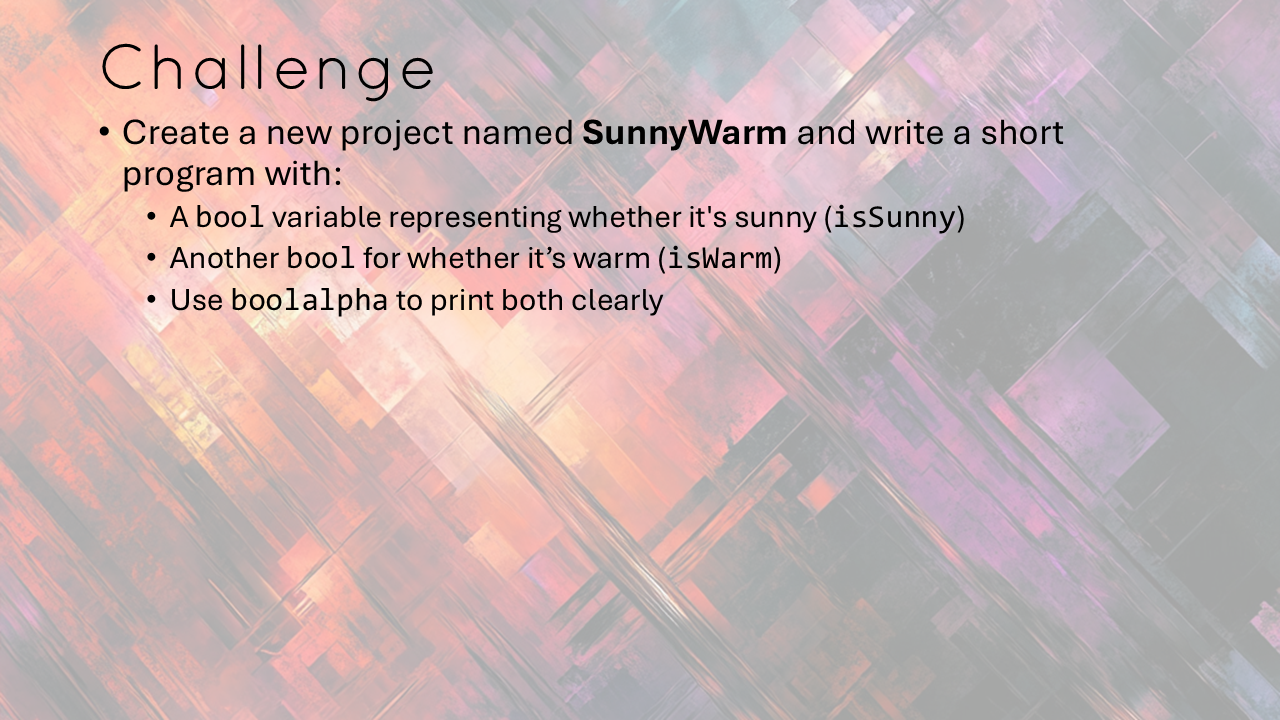 Challenge
• Create a new project named SunnyWarm and write a short
program with:
• A bool variable representing whether it's sunny (isSunny)
• Another bool for whether it’s warm (isWarm)
• Use boolalpha to print both clearly